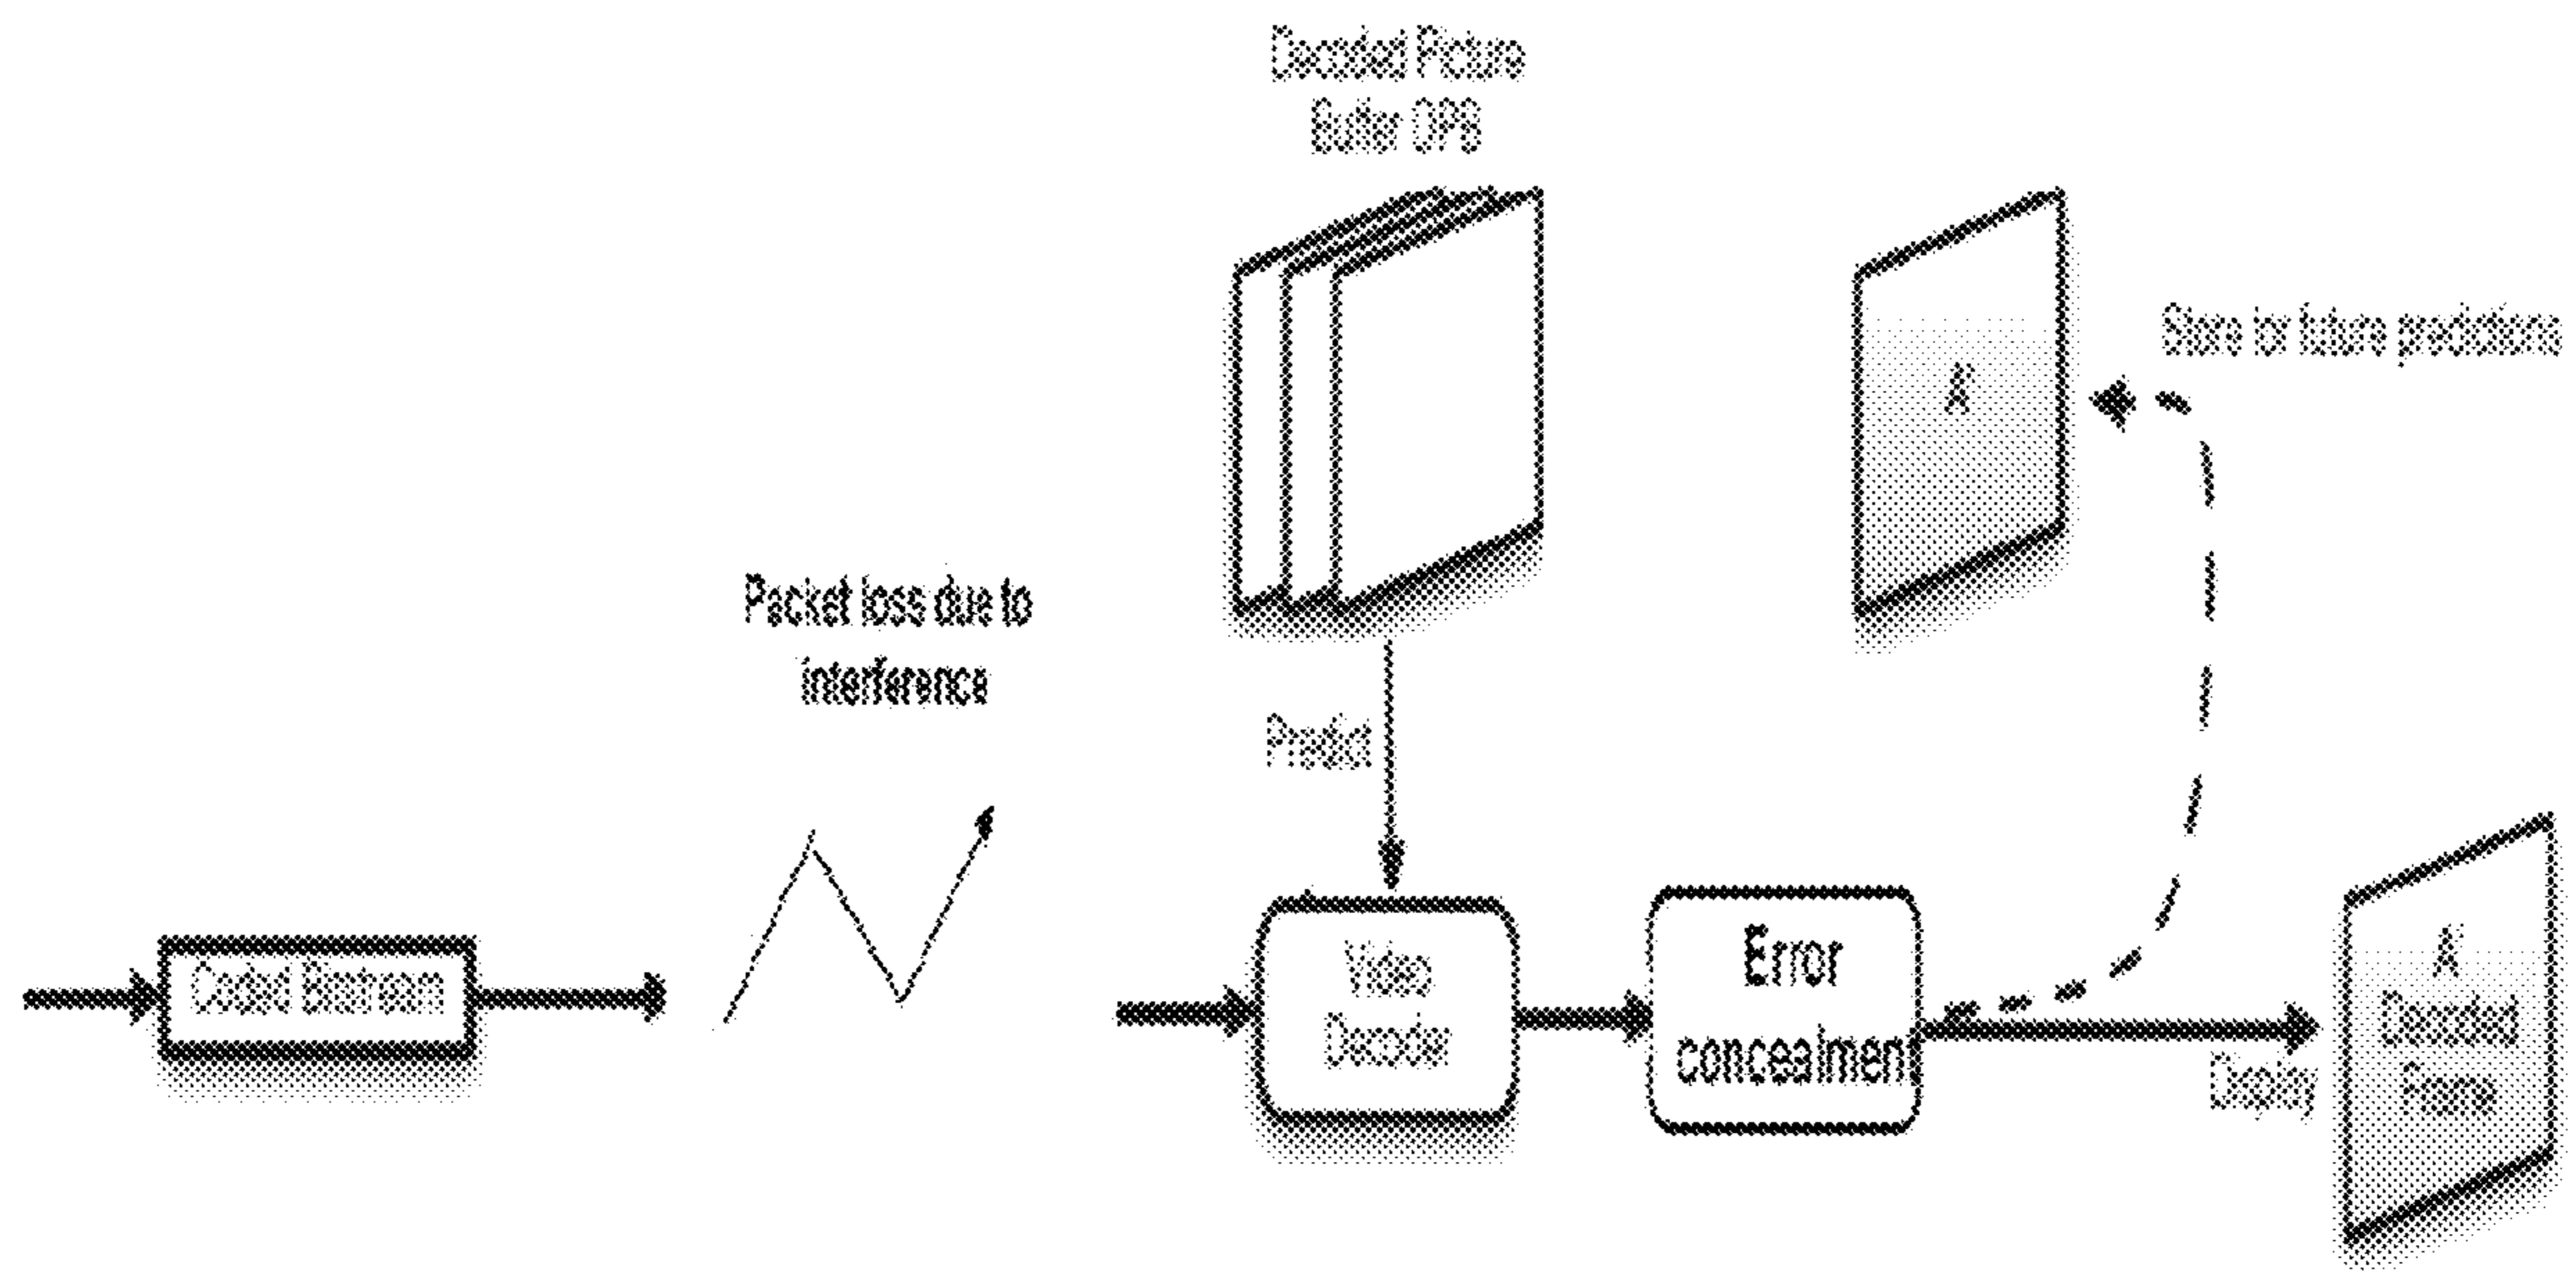 Decoded Picture
Buffer DPB
A'
Store for future predictions
Packet loss due to
interference
Predict
Coded Bitstream
Video
Decoder
Error
concealment
Display
A'
Decoded
Frame